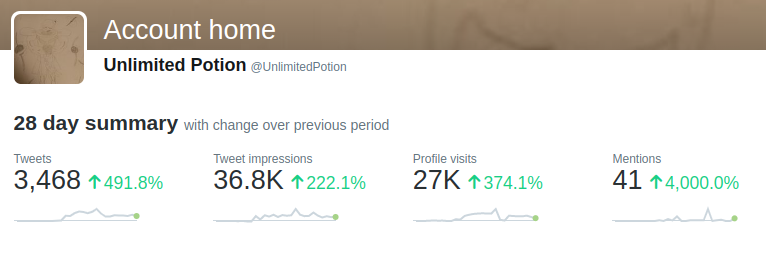 Account home
Unlimited Potion @UnlimitedPotion
28 day summary with change over previous period
Tweets Tweet impressions Profile visits Mentions
3,468 ↑491.8% 36.8K ↑222.1% 27K ↑374.1% 41 ↑4,000.0%